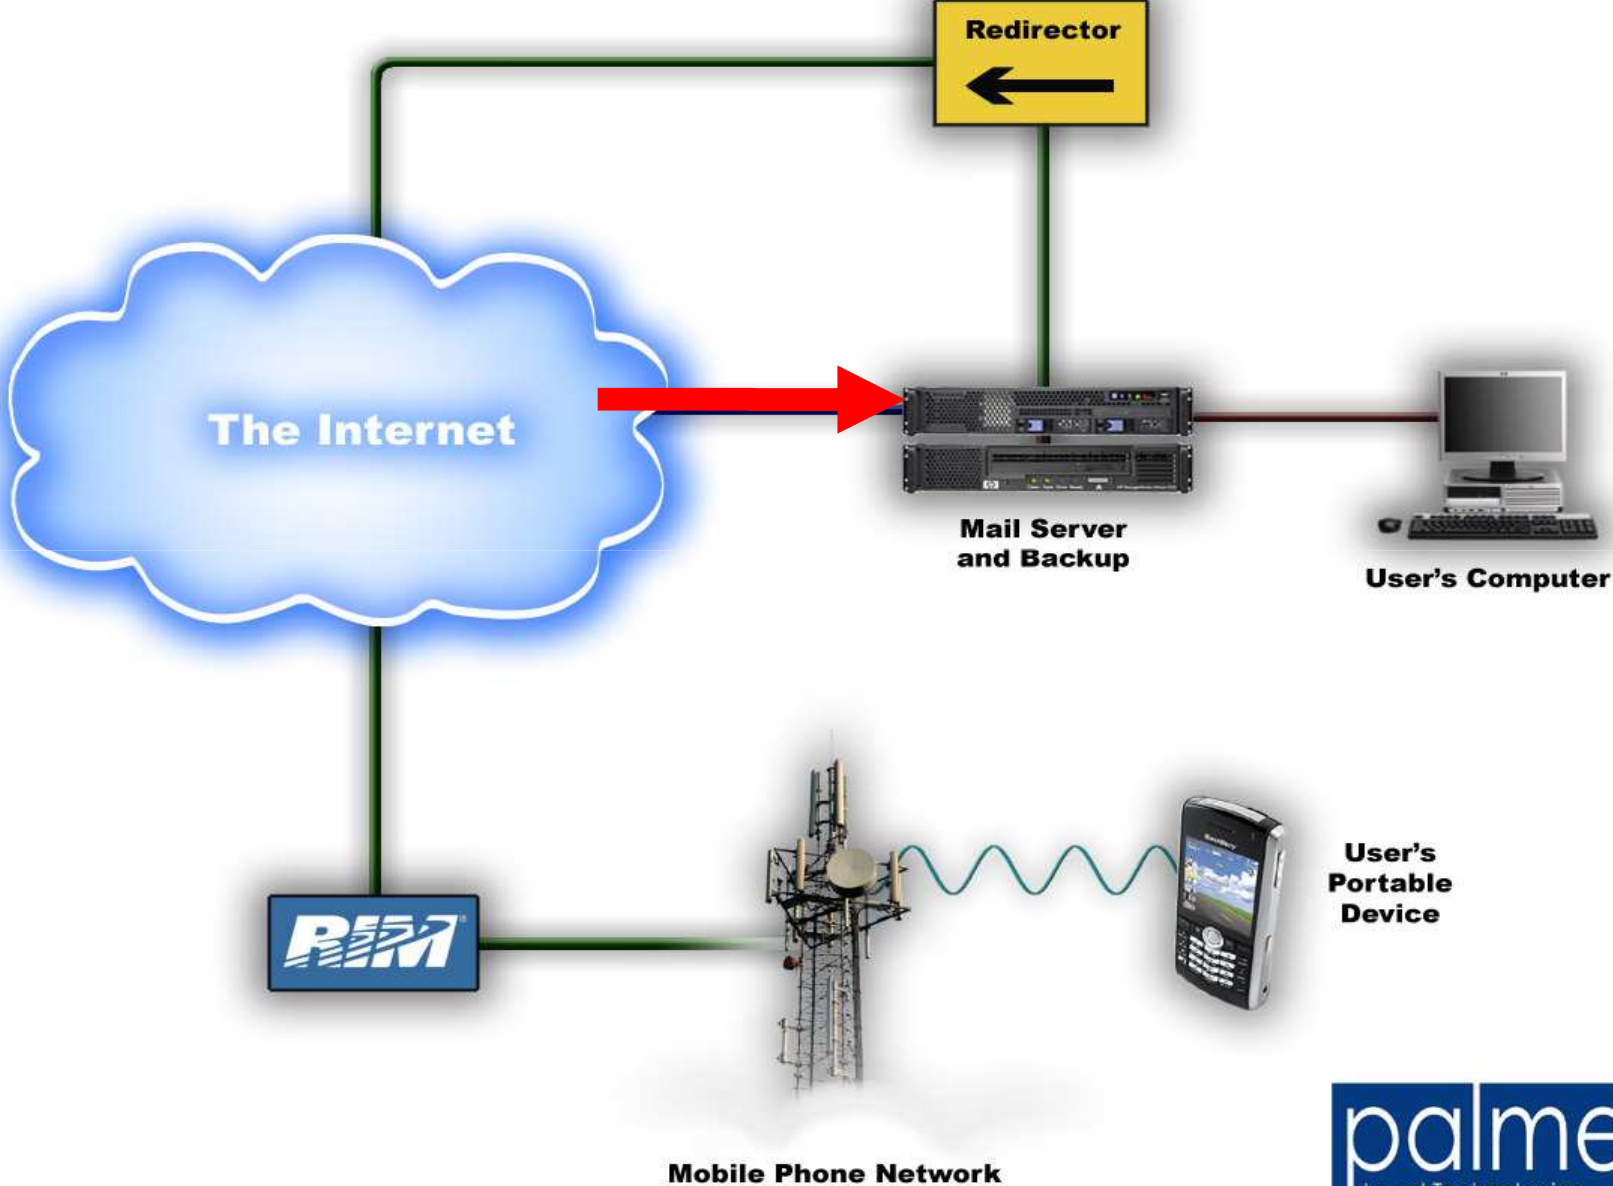 Redirector
The Internet
Mail Server
and Backup
User's Computer
User's
Portable
Device
RIM®
Mobile Phone Network
palme